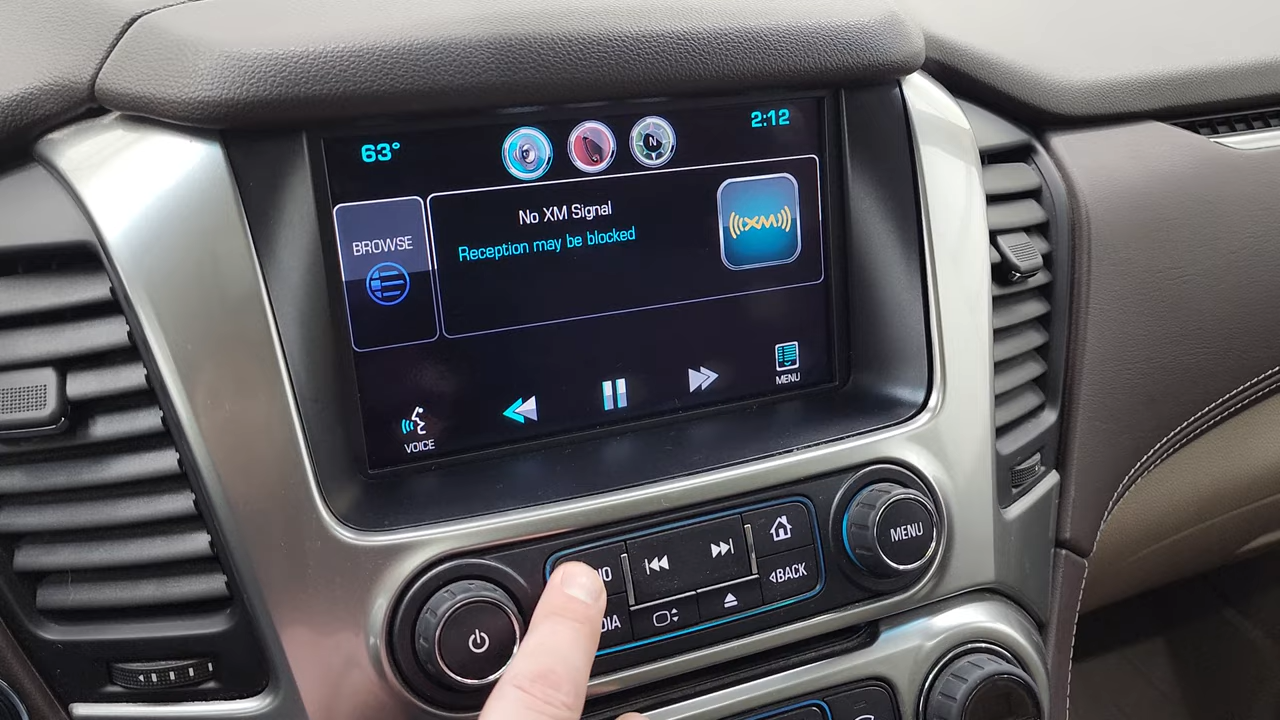 63°
N
2:12
BROWSE
No XM Signal
Reception may be blocked
((XM))
VOICE
MENU
MENU
BACK